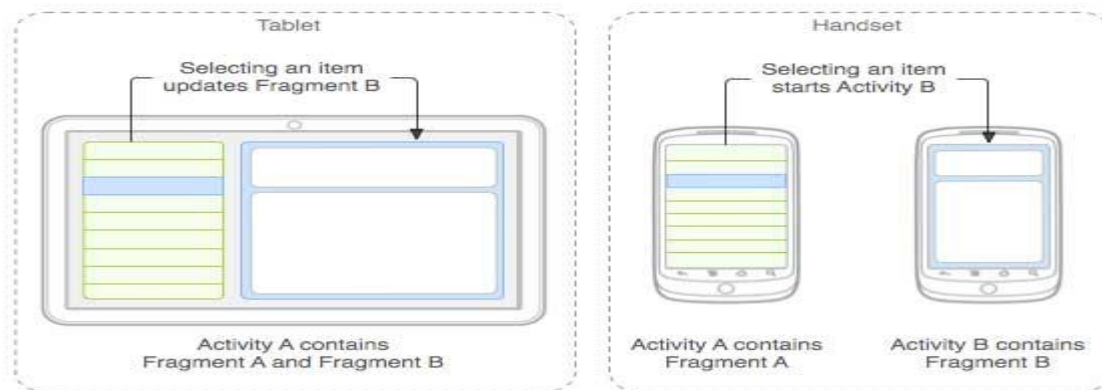 Tablet
Selecting an item
updates Fragment B
Activity A contains
Fragment A and Fragment B
Handset
Selecting an item
starts Activity B
Activity A contains
Fragment A
Activity B contains
Fragment B